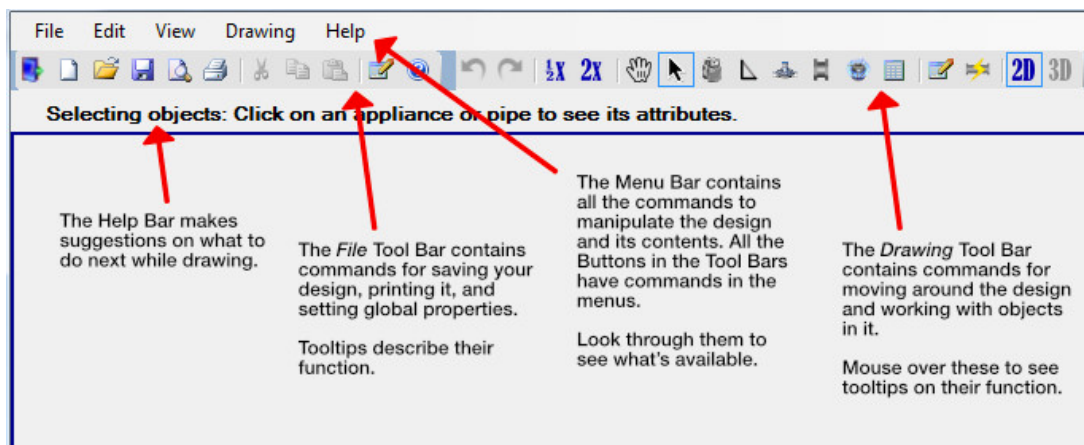 File Edit View Drawing Help
½X 2X 2D 3D
Selecting objects: Click on an appliance or pipe to see its attributes.
The Help Bar makes
suggestions on what to
do next while drawing.
The File Tool Bar contains
commands for saving your
design, printing it, and
setting global properties.
Tooltips describe their
function.
The Menu Bar contains
all the commands to
manipulate the design
and its contents. All the
Buttons in the Tool Bars
have commands in the
menus.
Look through them to
see what's available.
The Drawing Tool Bar
contains commands for
moving around the design
and working with objects
in it.
Mouse over these to see
tooltips on their function.